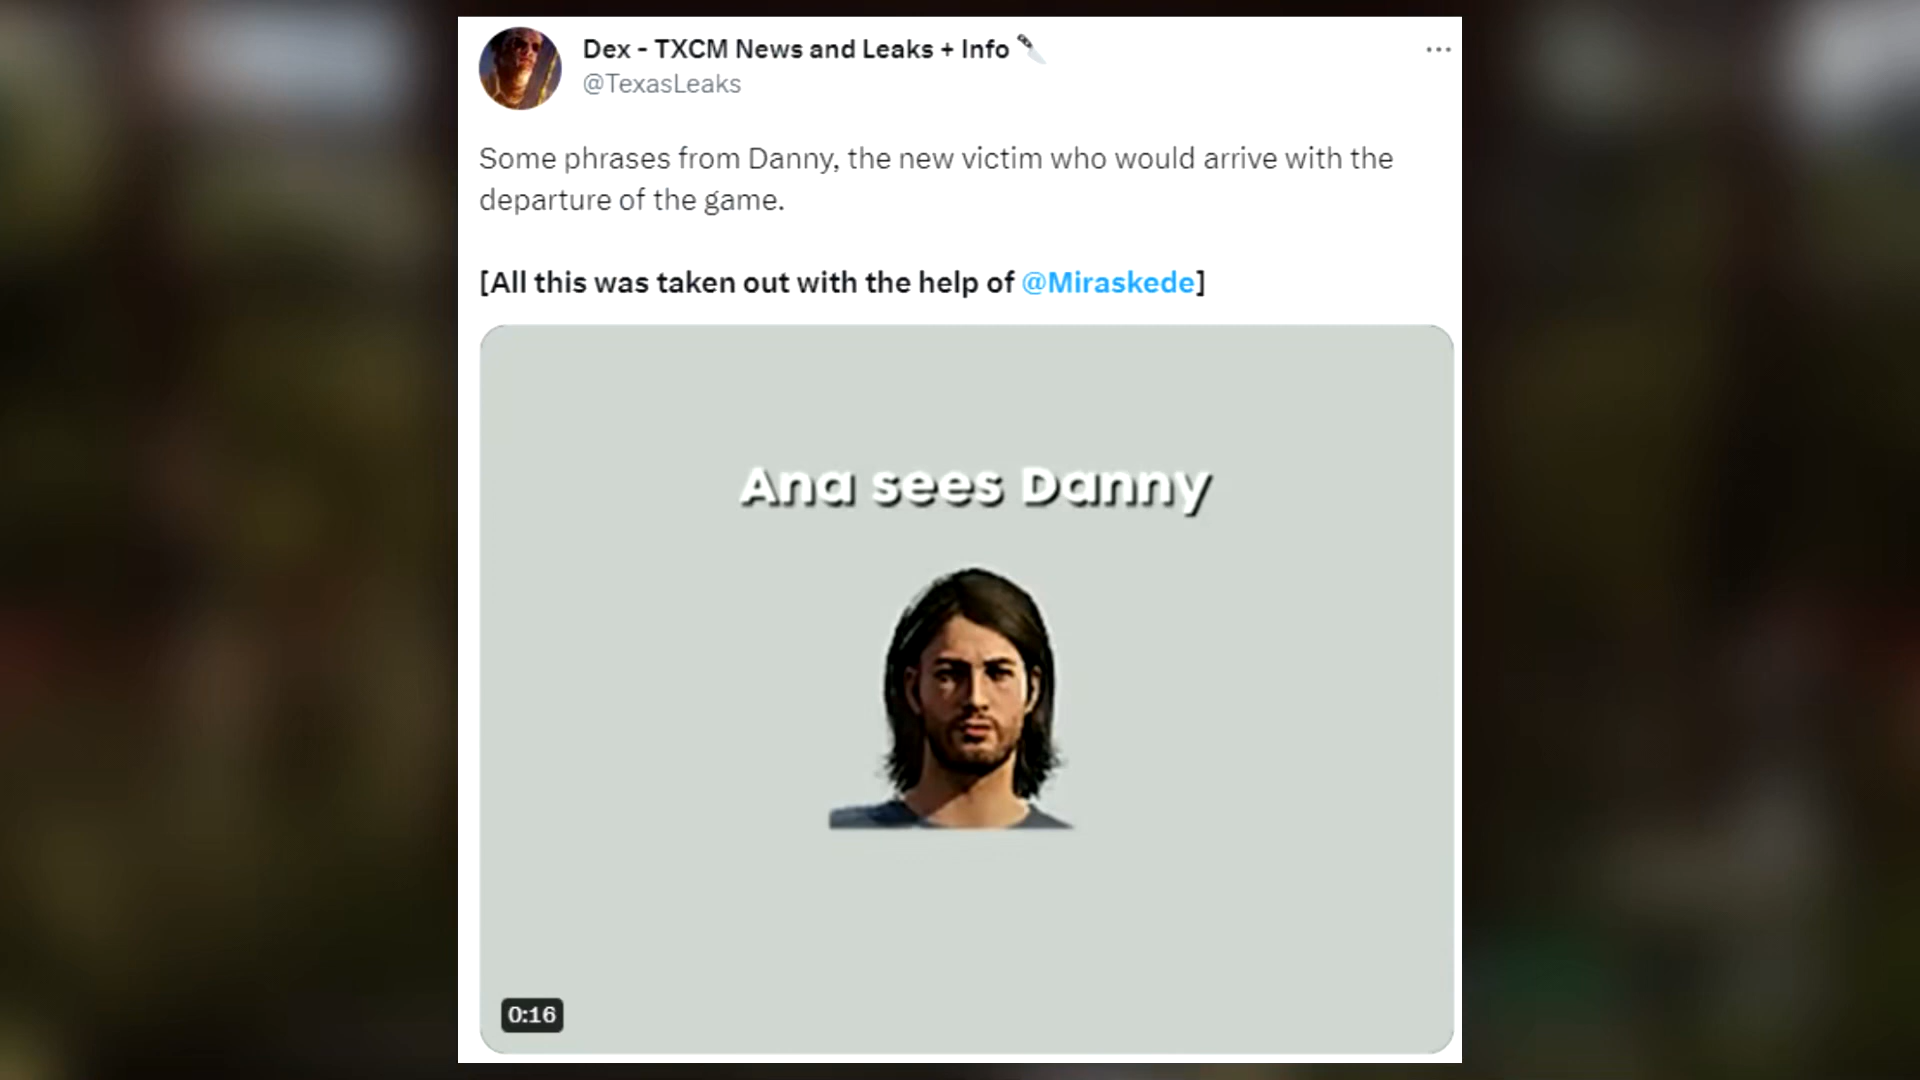 Dex - TXCM News and Leaks + Info 🔪
@TexasLeaks
Some phrases from Danny, the new victim who would arrive with the
departure of the game.
[All this was taken out with the help of @Miraskede]
Ana sees Danny
0:16